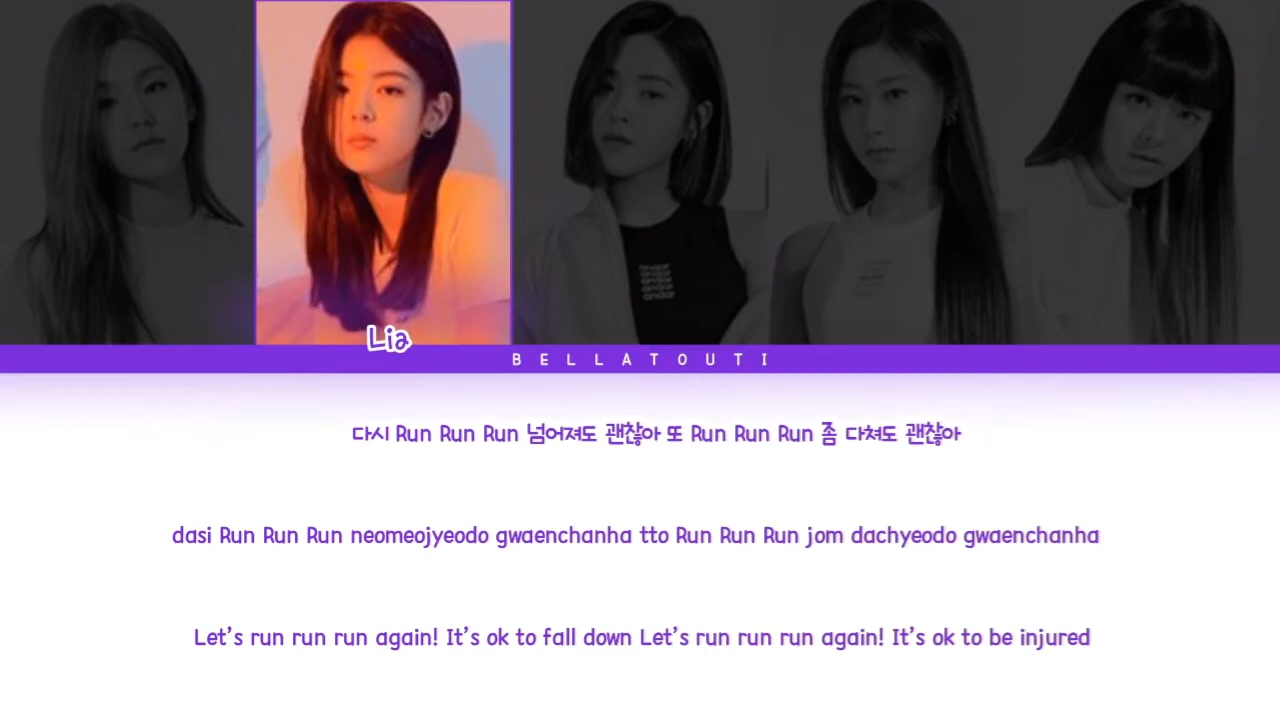 Lia
BELLATOUTI
다시 Run Run Run 넘어져도 괜찮아 또 Run Run Run 좀 다쳐도 괜찮아
dasi Run Run Run neomeojyeodo gwaenchanha tto Run Run Run jom dachyeodo gwaenchanha
Let's run run run again! It's ok to fall down Let's run run run again! It's ok to be injured